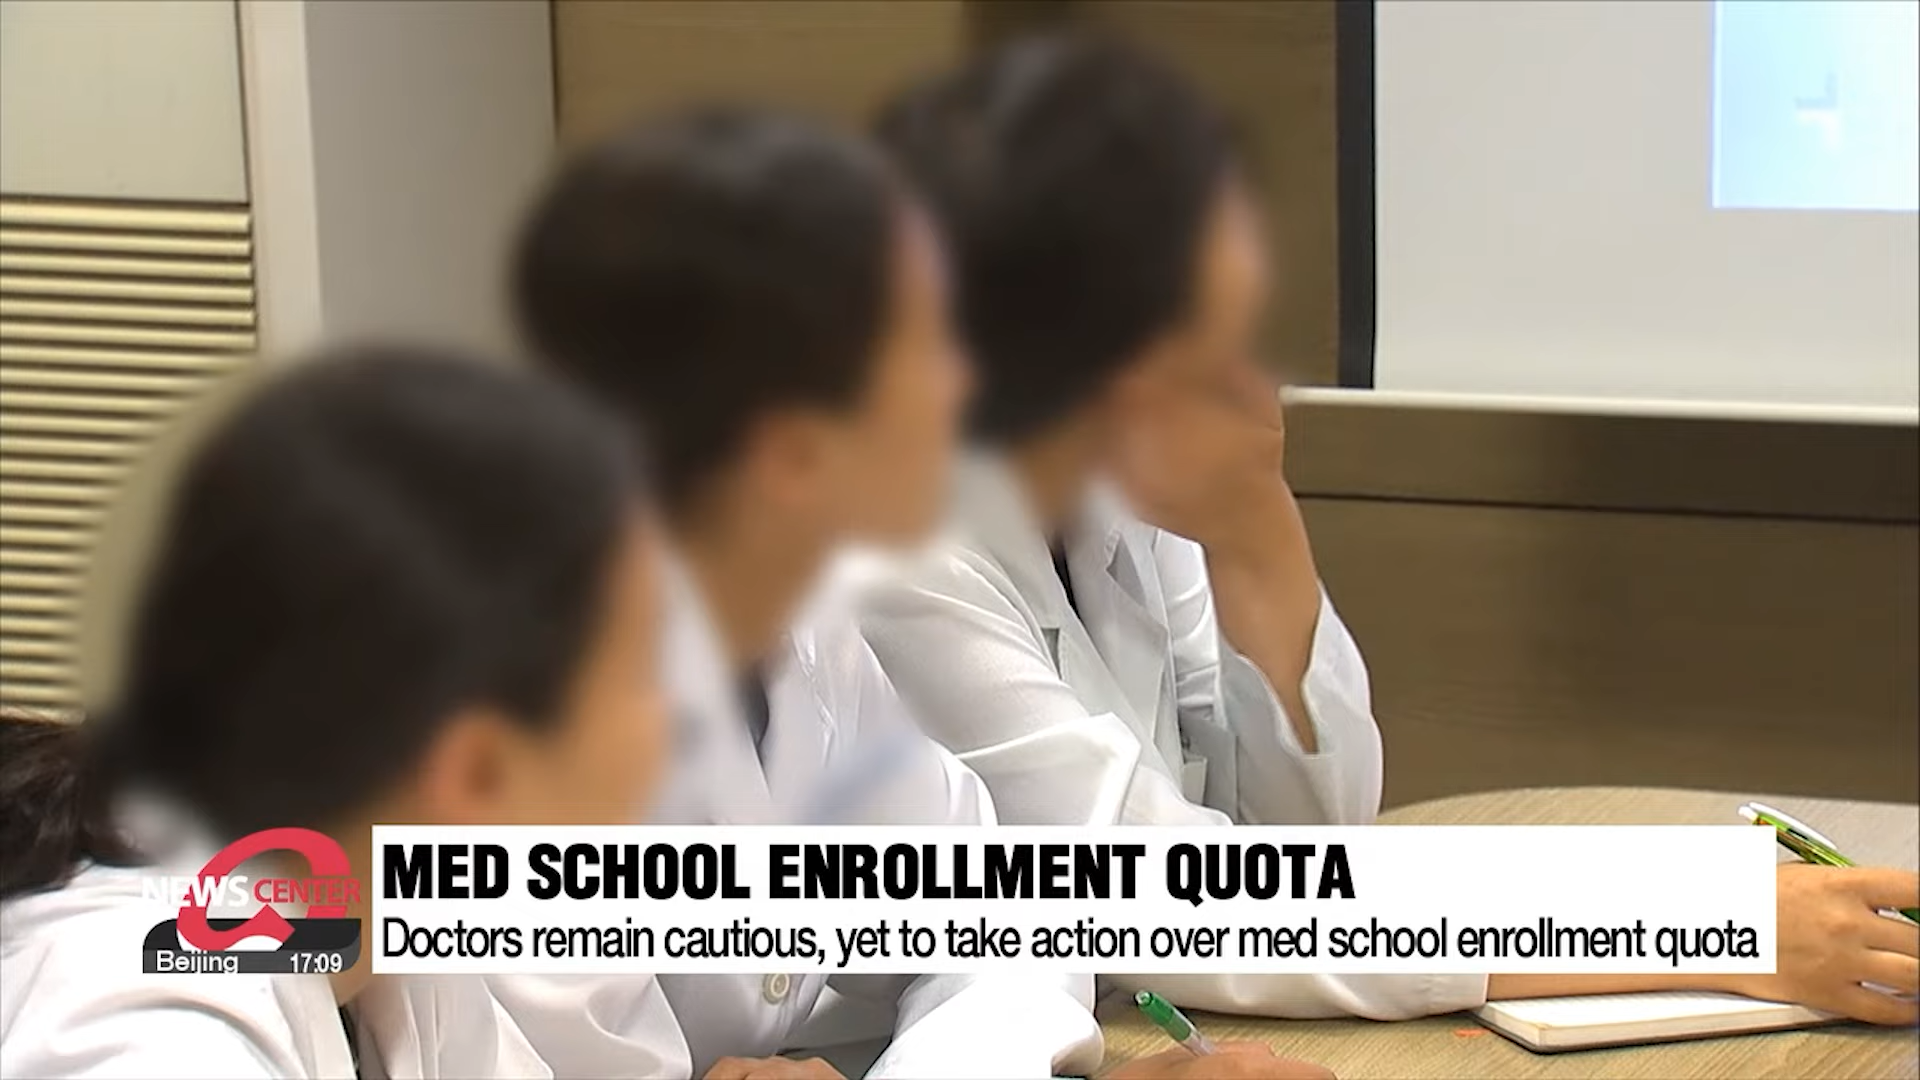 MED SCHOOL ENROLLMENT QUOTA
Doctors remain cautious, yet to take action over med school enrollment quota
NEWS CENTER
Beijing 17:09